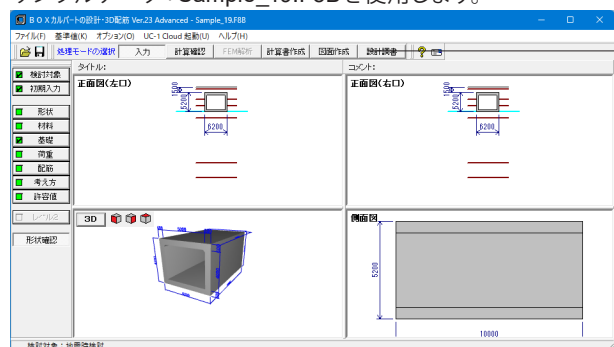 サンプルデータ:Sample_19.F8Bを使用します。
BOXカルバートの設計・3D配筋 Ver.23 Advanced - Sample_19.F8B
ファイル(F) 基準値(K) オプション(O) UC-1 Cloud 起動(U) ヘルプ(H)
処理モードの選択 入力 計算確認 FEM解析 計算書作成 図面作成 設計調書
タイトル: コメント:
検討対象
初期入力
形状
材料
基礎
荷重
配筋
考え方
許容値
レベル2
形状確認
正面図(左口)
1500
5200
6200
正面図(右口)
1500
5200
6200
3D
側面図
5200
10000
検討対象:地震時検討